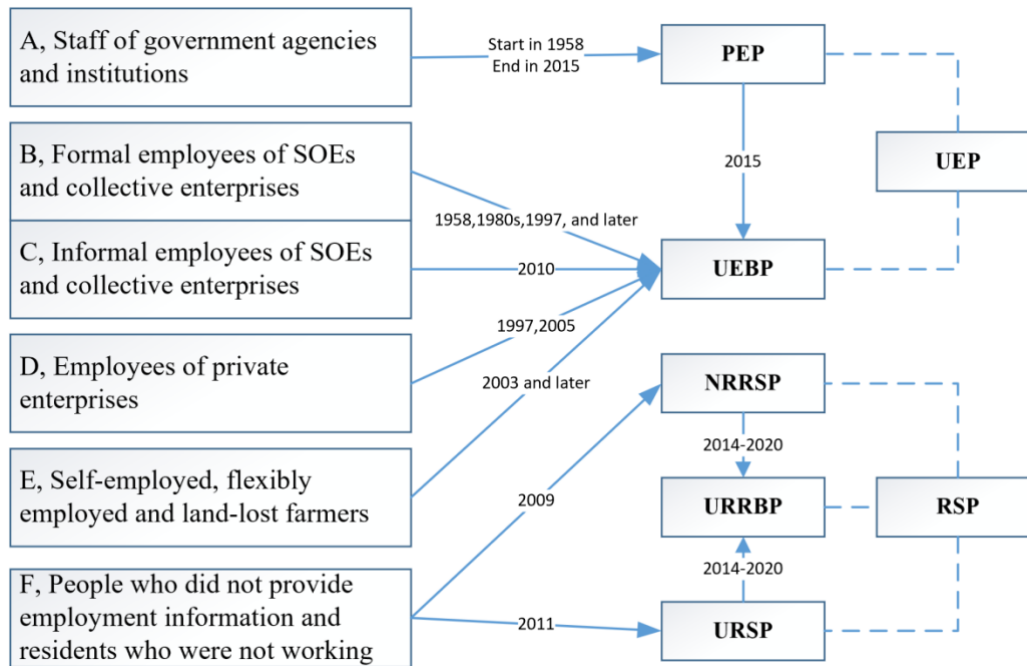 A, Staff of government agencies
and institutions
Start in 1958
End in 2015
PEP
B, Formal employees of SOEs
and collective enterprises
2015
UEP
1958,1980s,1997, and later
C, Informal employees of SOEs
and collective enterprises
2010
UEBP
1997,2005
D, Employees of private
enterprises
2003 and later
NRRSP
2014-2020
E, Self-employed, flexibly
employed and land-lost farmers
2009
URRBP
RSP
2014-2020
F, People who did not provide
employment information and
residents who were not working
2011
URSP